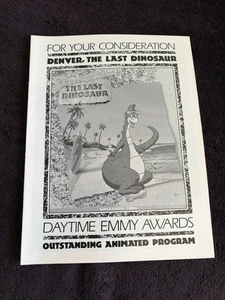 FOR YOUR CONSIDERATION
DENVER, THE LAST DINOSAUR
THE LAST
DINOSAUR
DAYTIME EMMY AWARDS
OUTSTANDING ANIMATED PROGRAM